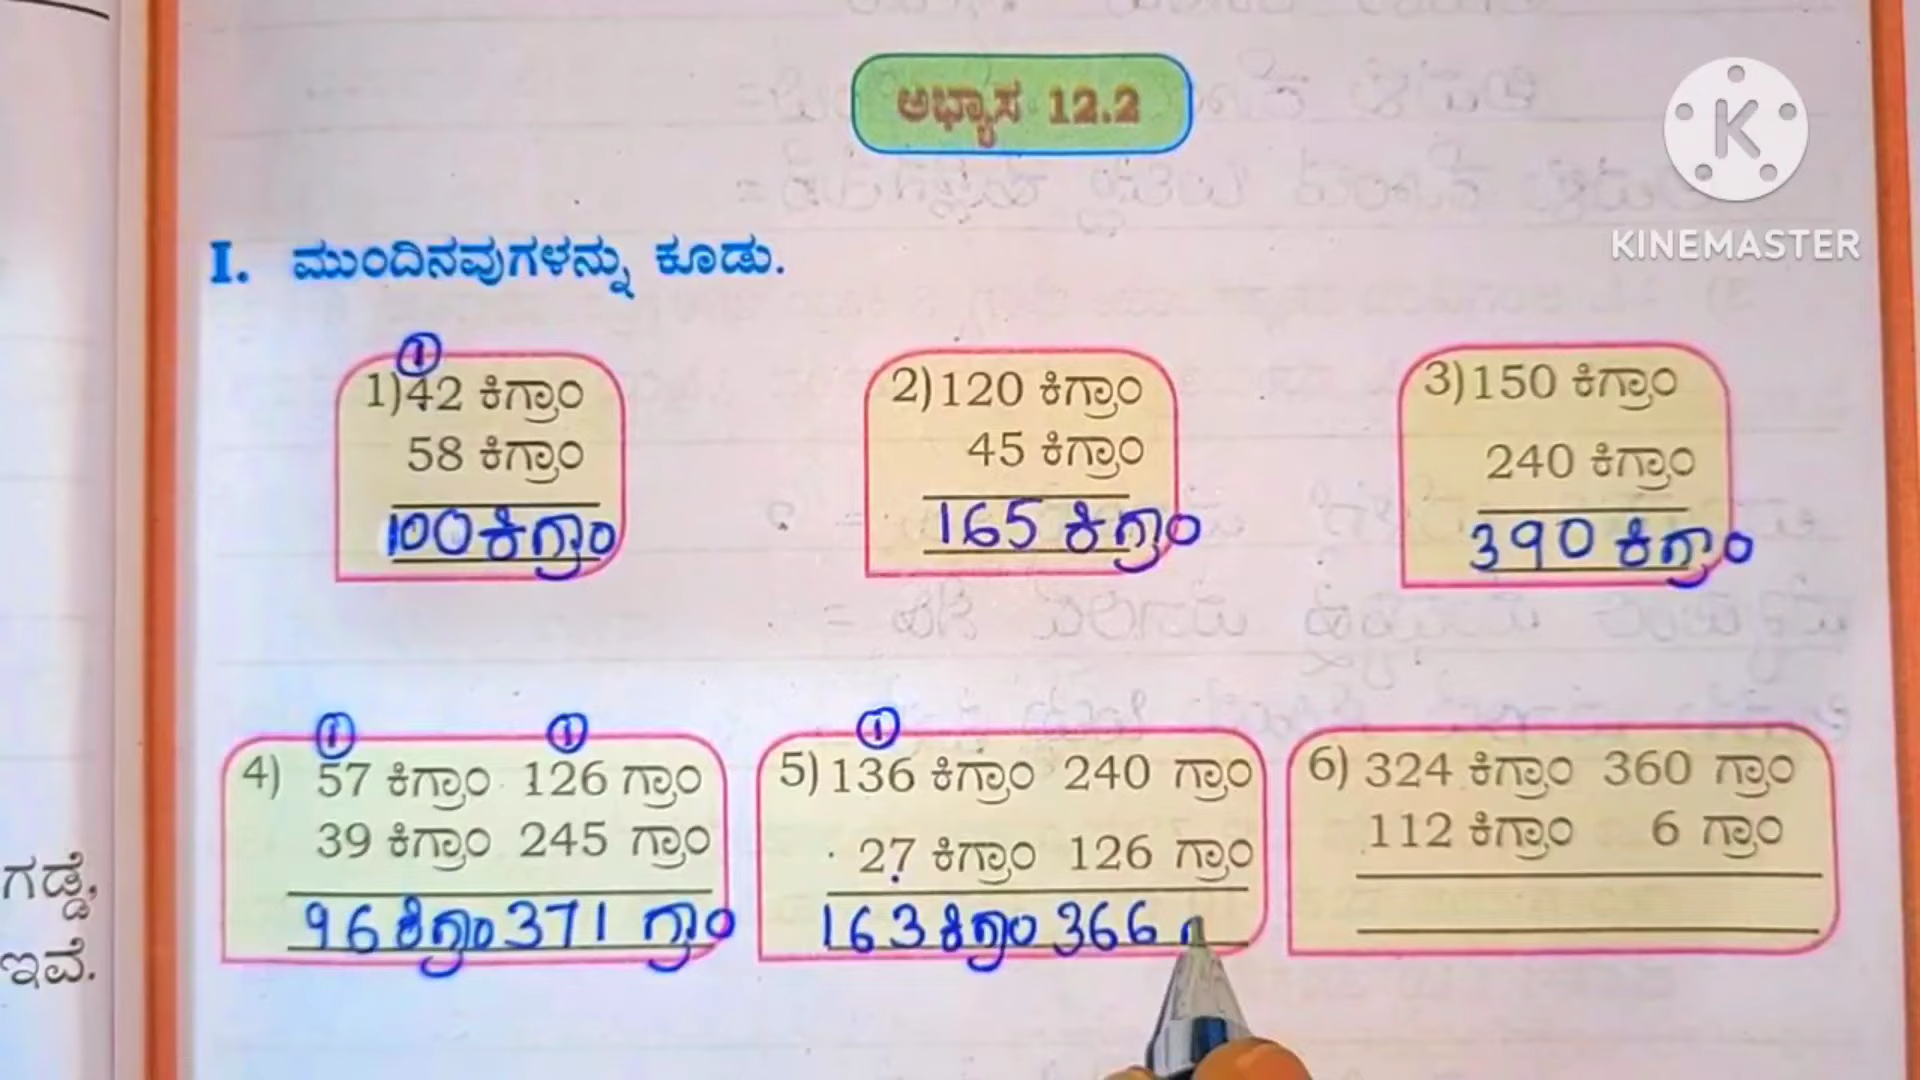 ಅಭ್ಯಾಸ 12.2
KINEMASTER
I. ಮುಂದಿನವುಗಳನ್ನು ಕೂಡು.
①
1) 42 ಕಿಗ್ರಾಂ
58 ಕಿಗ್ರಾಂ
100 ಕಿಗ್ರಾಂ
2) 120 ಕಿಗ್ರಾಂ
45 ಕಿಗ್ರಾಂ
165 ಕಿಗ್ರಾಂ
3) 150 ಕಿಗ್ರಾಂ
240 ಕಿಗ್ರಾಂ
390 ಕಿಗ್ರಾಂ
① ①
4) 57 ಕಿಗ್ರಾಂ 126 ಗ್ರಾಂ
39 ಕಿಗ್ರಾಂ 245 ಗ್ರಾಂ
96 ಕಿಗ್ರಾಂ 371 ಗ್ರಾಂ
①
5) 136 ಕಿಗ್ರಾಂ 240 ಗ್ರಾಂ
27 ಕಿಗ್ರಾಂ 126 ಗ್ರಾಂ
163 ಕಿಗ್ರಾಂ 366
6) 324 ಕಿಗ್ರಾಂ 360 ಗ್ರಾಂ
112 ಕಿಗ್ರಾಂ 6 ಗ್ರಾಂ
ಗಡ್ಡೆ,
ಇವೆ.